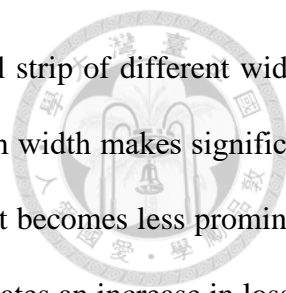 l strip of different wid
n width makes signific
t becomes less promin
ates an increase in loss